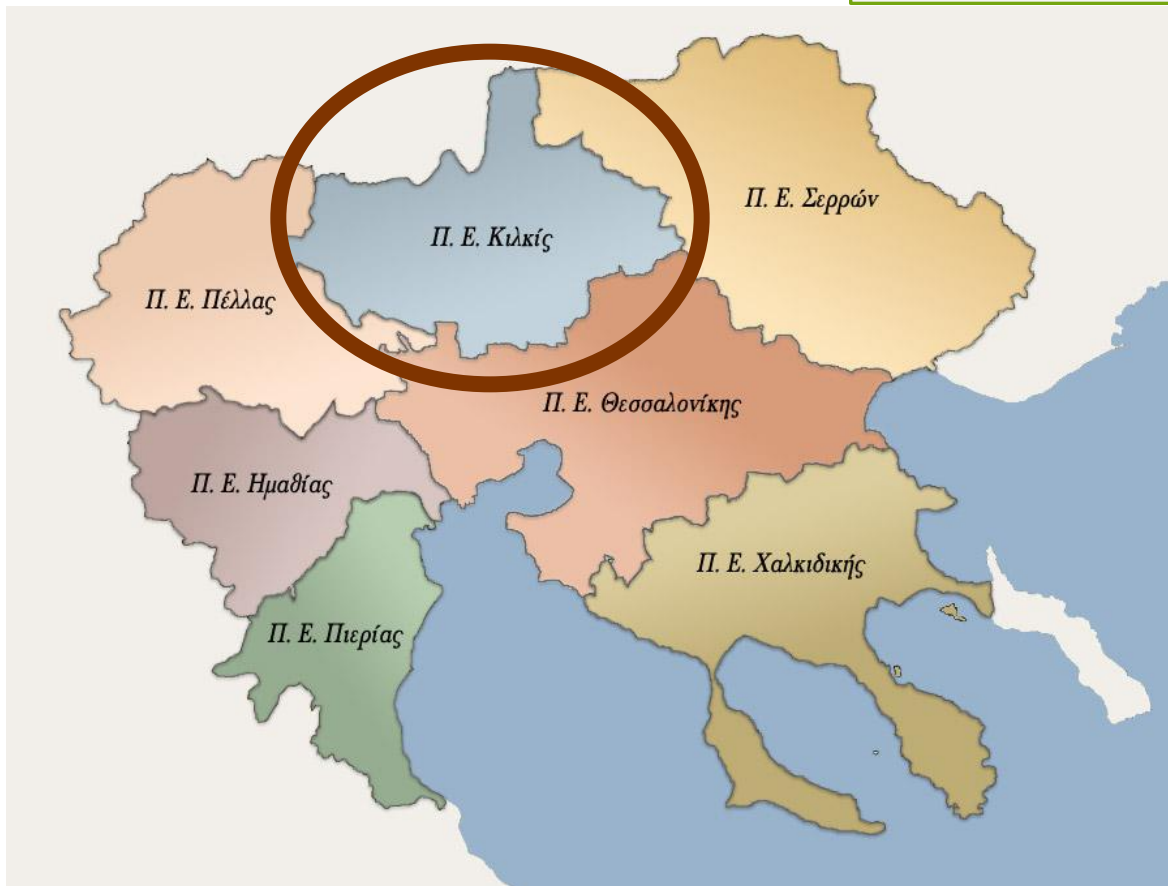 Π. Ε. Σερρών
Π. Ε. Κιλκίς
Π. Ε. Πέλλας
Π. Ε. Θεσσαλονίκης
Π. Ε. Ημαθίας
Π. Ε. Χαλκιδικής
Π. Ε. Πιερίας